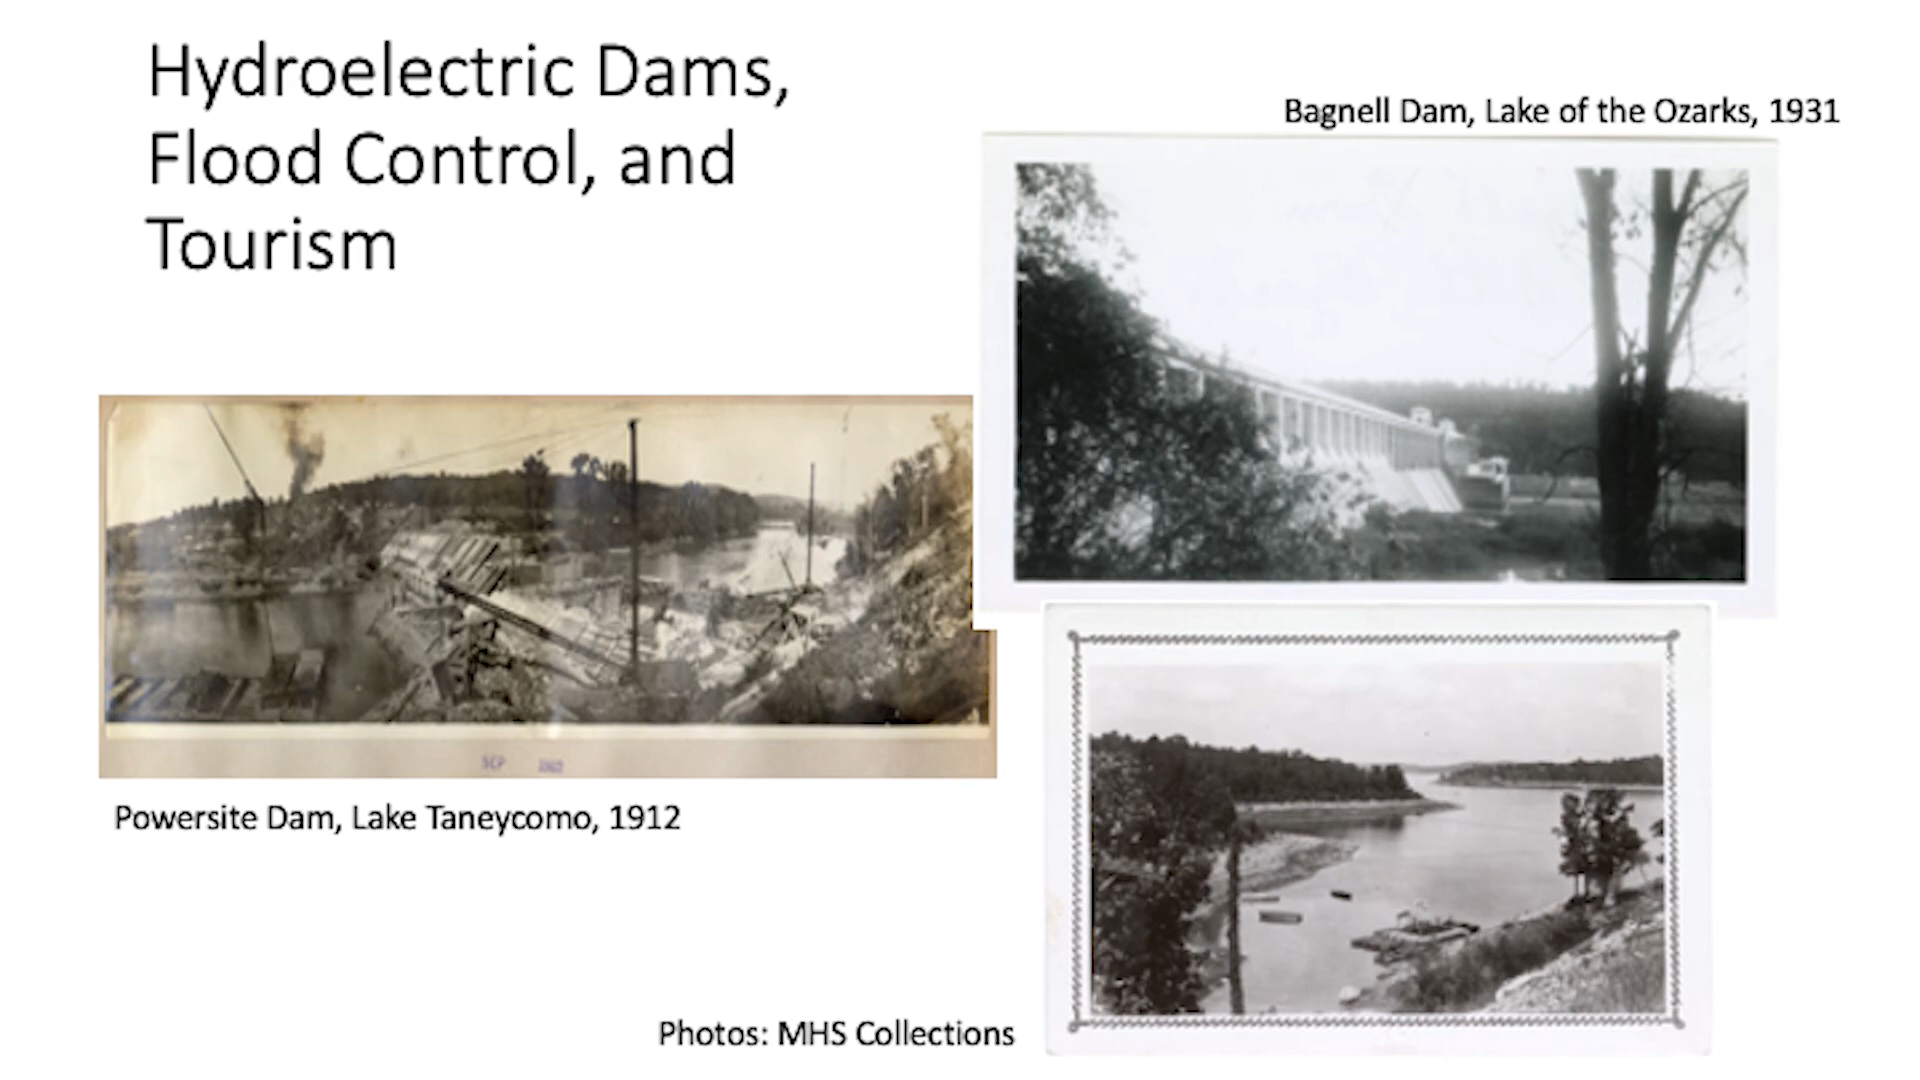 Hydroelectric Dams,
Flood Control, and
Tourism
Bagnell Dam, Lake of the Ozarks, 1931
SEP
Powersite Dam, Lake Taneycomo, 1912
Photos: MHS Collections